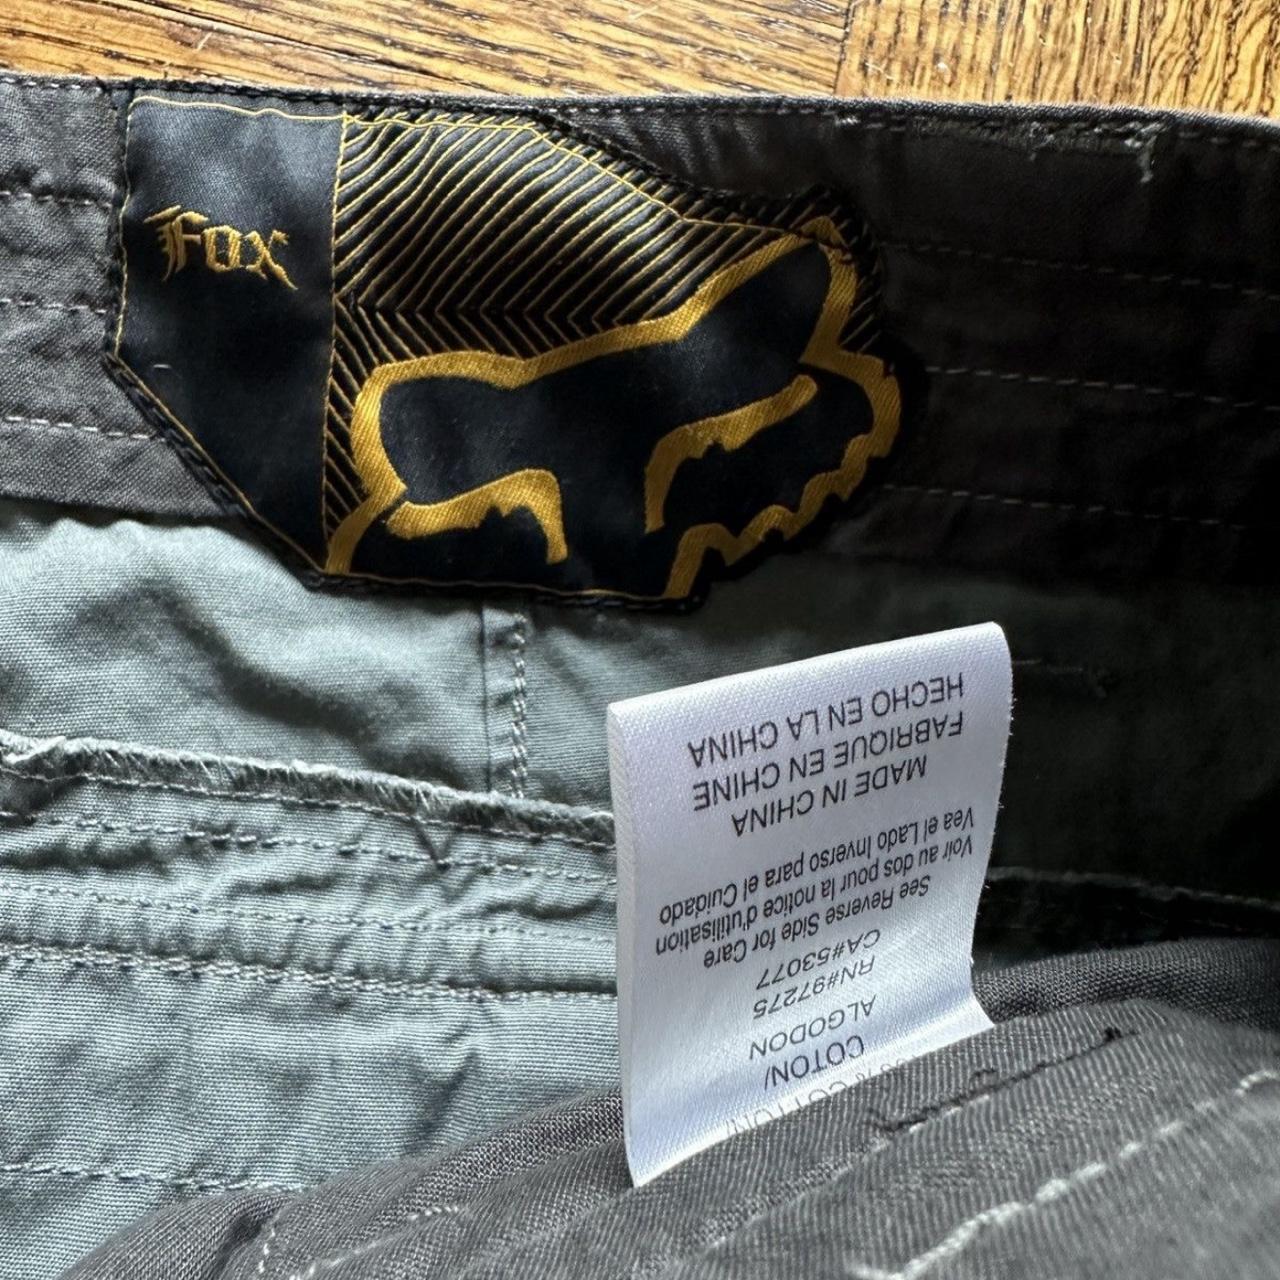 Fox
COTON/
ALGODON
RN#97275
CA#53077
See Reverse Side for Care
Voir au dos pour la notice d'utilisation
Vea el Lado Inverso para el Cuidado
MADE IN CHINA
FABRIQUE EN CHINE
HECHO EN LA CHINA